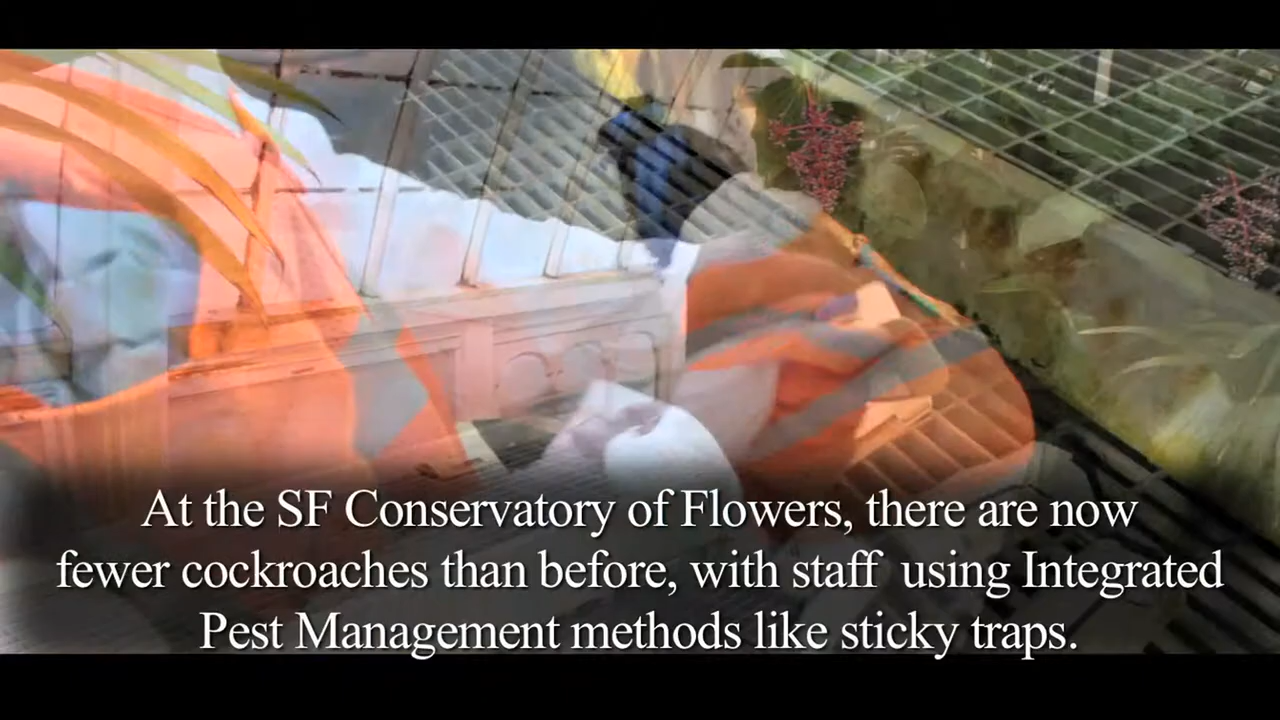 At the SF Conservatory of Flowers, there are now
fewer cockroaches than before, with staff  using Integrated
Pest Management methods like sticky traps.